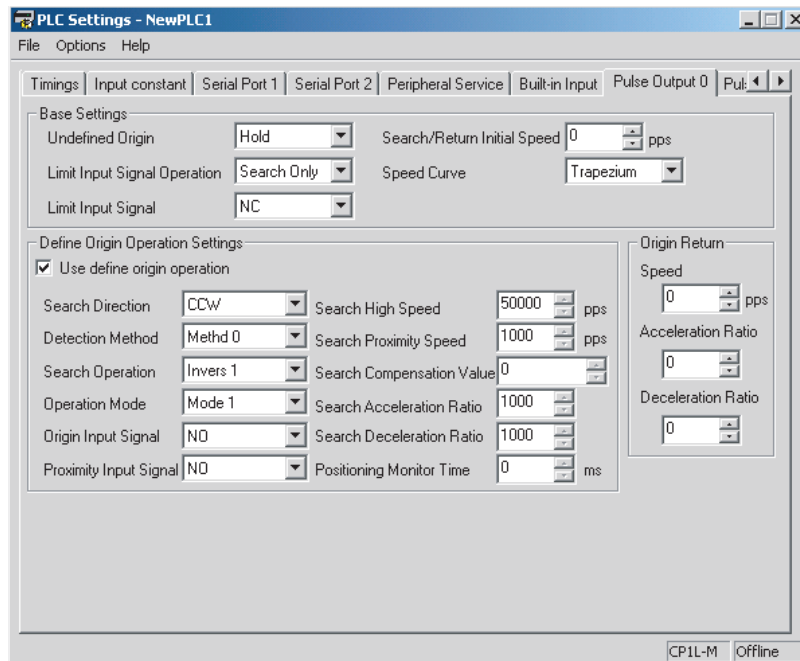 PLC Settings - NewPLC1
File Options Help
Timings Input constant Serial Port 1 Serial Port 2 Peripheral Service Built-in Input Pulse Output 0 Pul
Base Settings
Undefined Origin Hold Search/Return Initial Speed 0 pps
Limit Input Signal Operation Search Only Speed Curve Trapezium
Limit Input Signal NC
Define Origin Operation Settings Origin Return
Use define origin operation Speed
Search Direction CCW Search High Speed 50000 pps 0 pps
Detection Method Methd 0 Search Proximity Speed 1000 pps Acceleration Ratio
Search Operation Invers 1 Search Compensation Value 0 0
Operation Mode Mode 1 Search Acceleration Ratio 1000 Deceleration Ratio
Origin Input Signal NO Search Deceleration Ratio 1000 0
Proximity Input Signal NO Positioning Monitor Time 0 ms
CP1L-M Offline